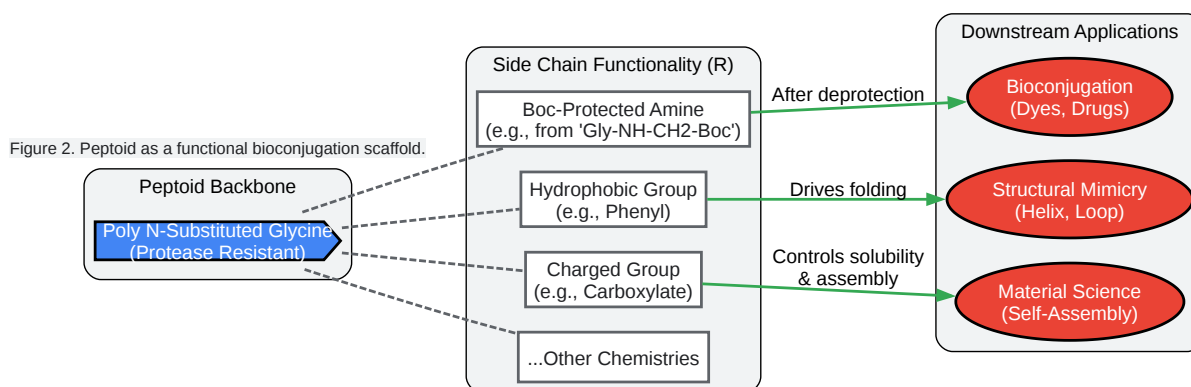 Figure 2. Peptoid as a functional bioconjugation scaffold.
Peptoid Backbone
Poly N-Substituted Glycine
(Protease Resistant)
Side Chain Functionality (R)
Boc-Protected Amine
(e.g., from 'Gly-NH-CH2-Boc')
Hydrophobic Group
(e.g., Phenyl)
Charged Group
(e.g., Carboxylate)
...Other Chemistries
After deprotection
Drives folding
Controls solubility
& assembly
Downstream Applications
Bioconjugation
(Dyes, Drugs)
Structural Mimicry
(Helix, Loop)
Material Science
(Self-Assembly)